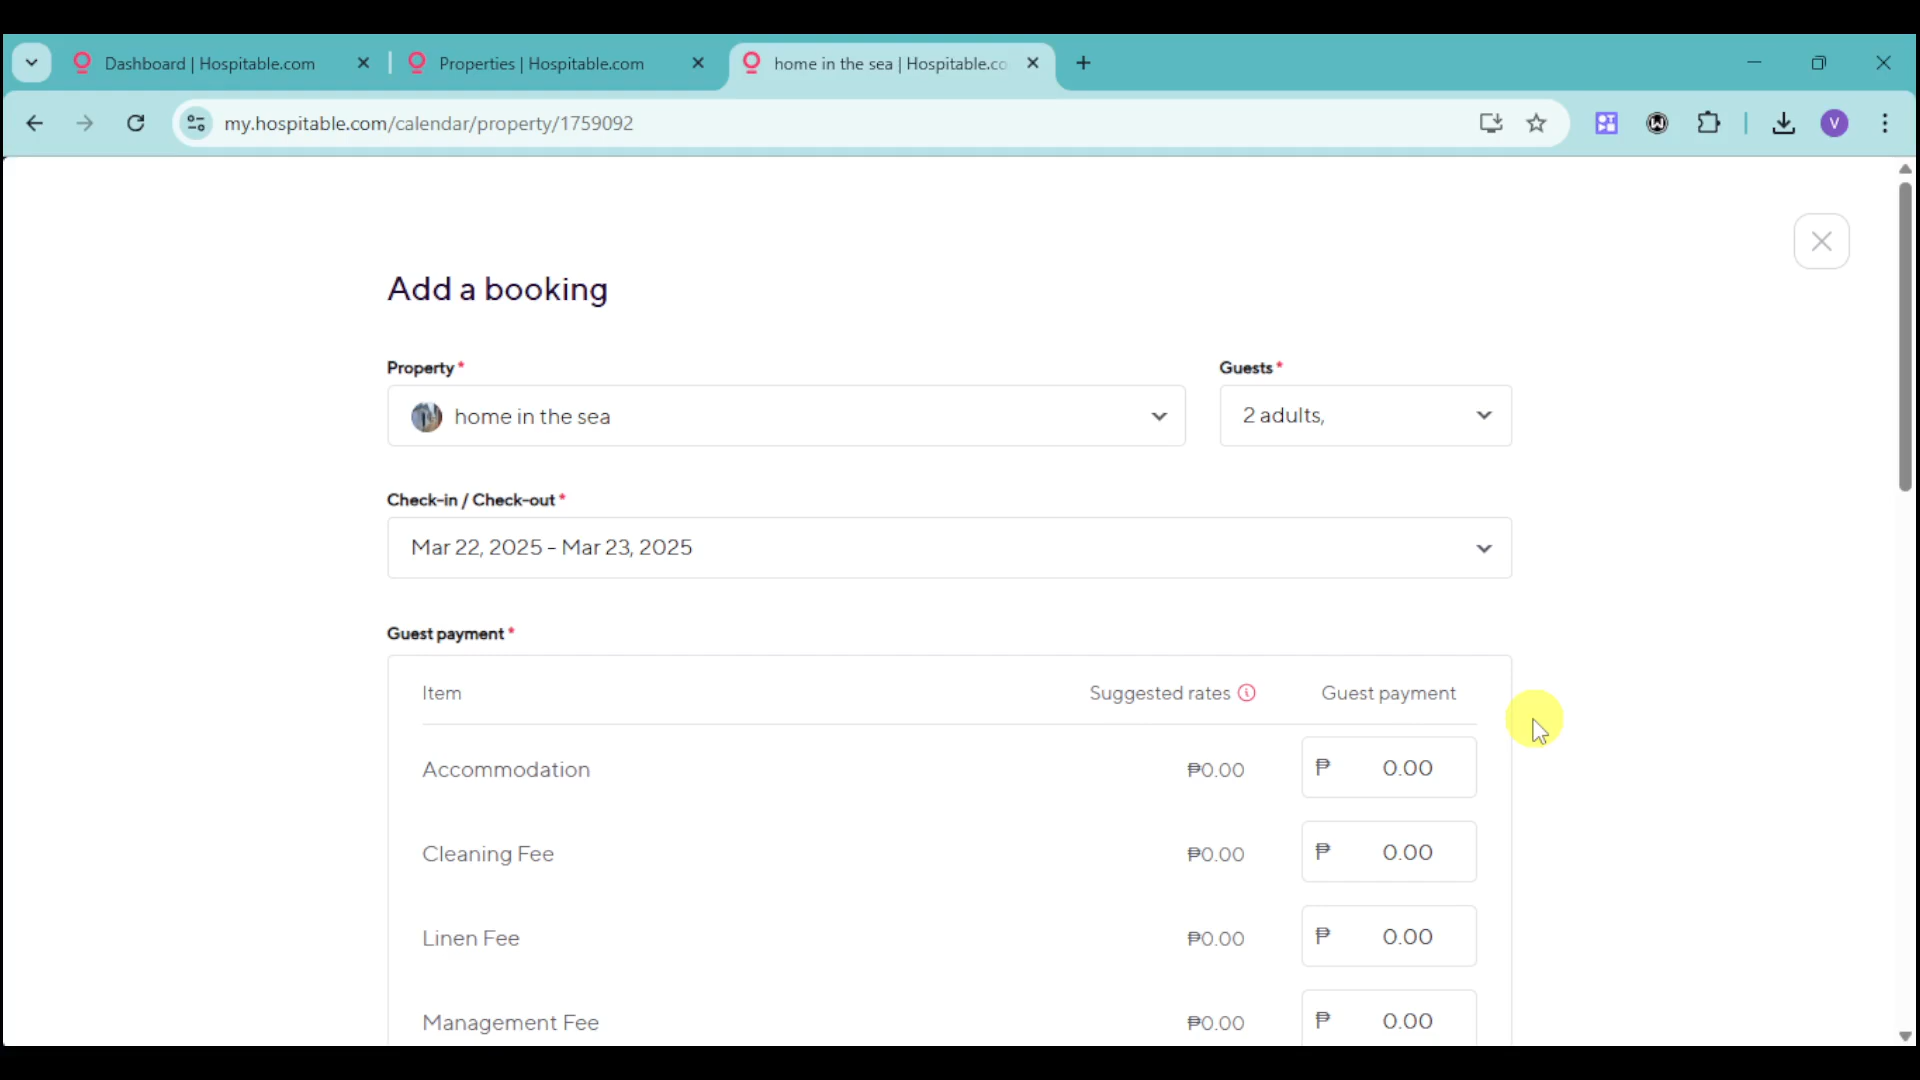 Dashboard | Hospitable.com
Properties | Hospitable.com
home in the sea | Hospitable.co
my.hospitable.com/calendar/property/1759092
V
Add a booking
Property *
Guests *
home in the sea
2 adults,
Check-in / Check-out *
Mar 22, 2025 - Mar 23, 2025
Guest payment *
Item Suggested rates Guest payment
Accommodation ₱0.00 ₱ 0.00
Cleaning Fee ₱0.00 ₱ 0.00
Linen Fee ₱0.00 ₱ 0.00
Management Fee ₱0.00 ₱ 0.00